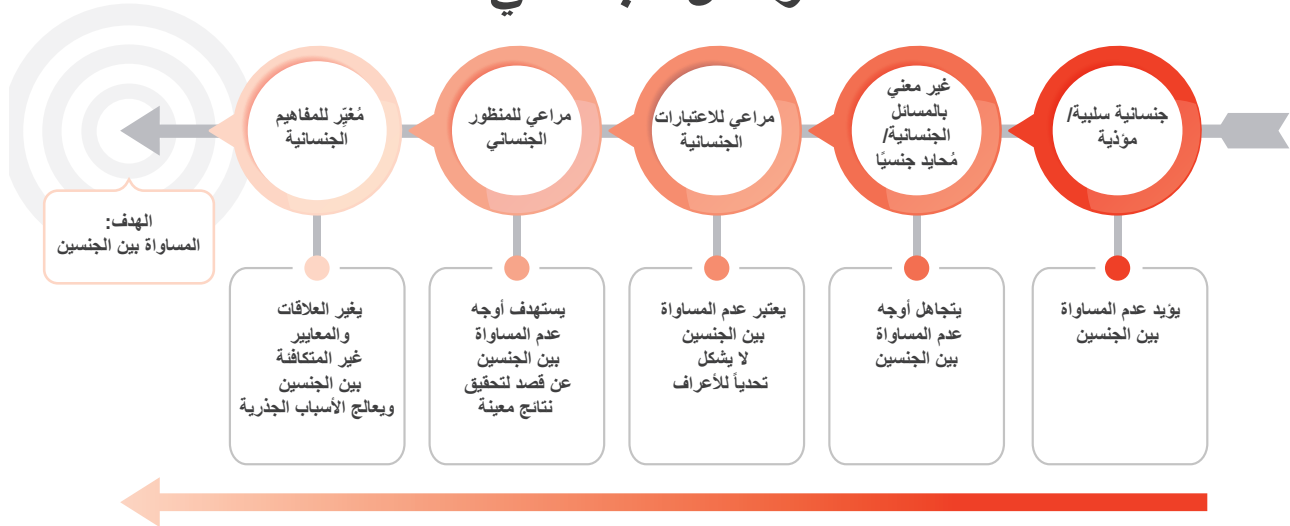 جنسانية سلبية/
مؤذية
غير معني
بالمسائل
الجنسانية/
مُحايد جنسيًا
مراعي للاعتبارات
الجنسانية
مراعي للمنظور
الجنساني
مُغيّر للمفاهيم
الجنسانية
الهدف:
المساواة بين الجنسين
يؤيد عدم المساواة
بين الجنسين
يتجاهل أوجه
عدم المساواة
بين الجنسين
يعتبر عدم المساواة
بين الجنسين
لا يشكل
تحدياً للأعراف
يستهدف أوجه
عدم المساواة
بين الجنسين
عن قصد لتحقيق
نتائج معينة
يغير العلاقات
والمعايير
غير المتكافئة
بين الجنسين
ويعالج الأسباب الجذرية